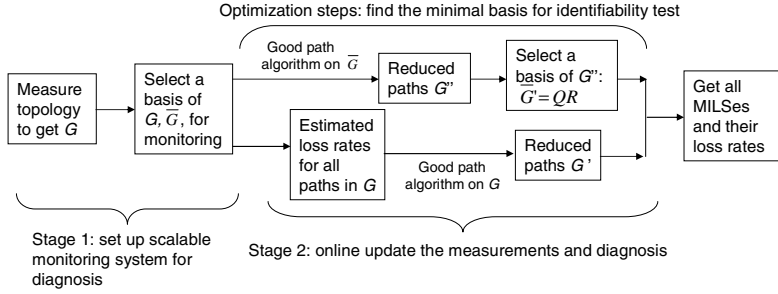 Optimization steps: find the minimal basis for identifiability test
Good path
algorithm on G̅
Measure
topology
to get G
Select a
basis of
G, G̅, for
monitoring
Reduced
paths G"
Select a
basis of G":
G̅'=QR
Get all
MILSes
and their
loss rates
Estimated
loss rates
for all
paths in G
Good path
algorithm on G
Reduced
paths G'
Stage 1: set up scalable
monitoring system for
diagnosis
Stage 2: online update the measurements and diagnosis